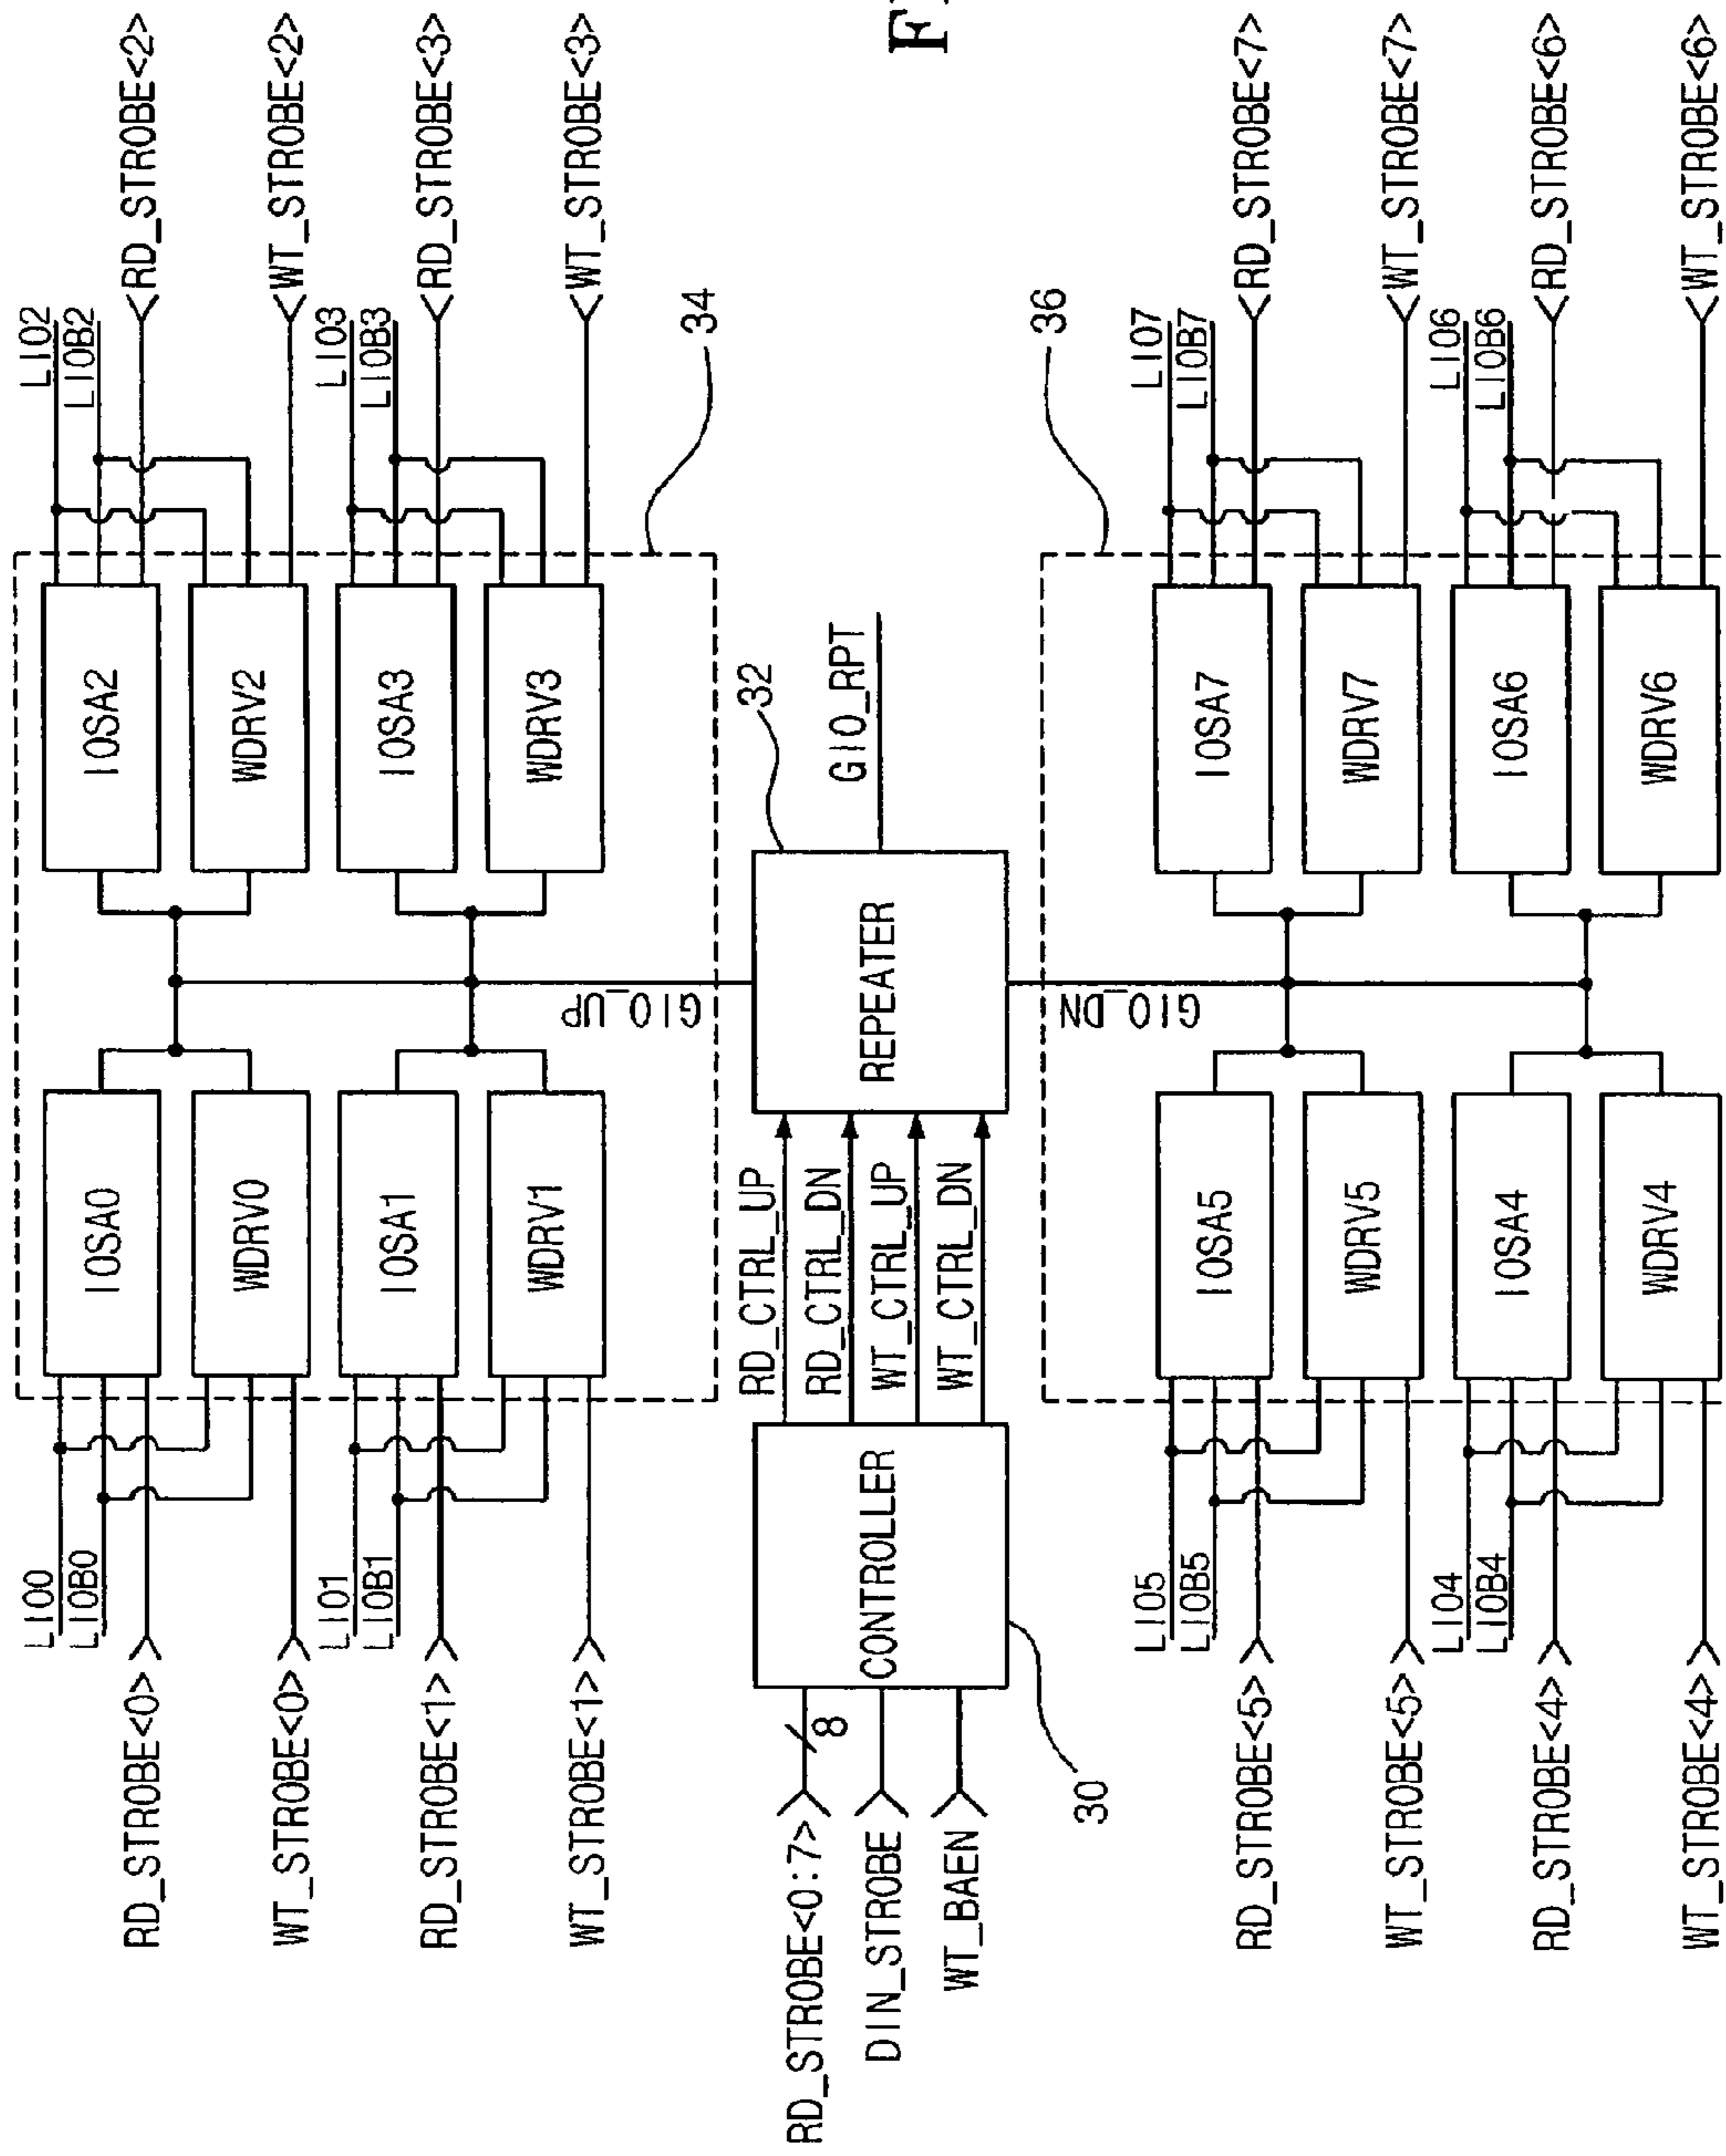 LIO0
LIOB0
RD_STROBE<0>
WT_STROBE<0>
LIO1
LIOB1
RD_STROBE<1>
WT_STROBE<1>
IOSA0
WDRV0
IOSA1
WDRV1
IOSA2
WDRV2
IOSA3
WDRV3
LIO2
LIOB2
RD_STROBE<2>
WT_STROBE<2>
LIO3
LIOB3
RD_STROBE<3>
WT_STROBE<3>
34
GIO_UP
RD_STROBE<0:7>
8
DIN_STROBE
WT_BAEN
CONTROLLER
30
RD_CTRL_UP
RD_CTRL_DN
WT_CTRL_UP
WT_CTRL_DN
REPEATER
32
GIO_RPT
GIO_DN
36
LIO5
LIOB5
RD_STROBE<5>
WT_STROBE<5>
LIO4
LIOB4
RD_STROBE<4>
WT_STROBE<4>
IOSA5
WDRV5
IOSA4
WDRV4
IOSA7
WDRV7
IOSA6
WDRV6
LIO7
LIOB7
RD_STROBE<7>
WT_STROBE<7>
LIO6
LIOB6
RD_STROBE<6>
WT_STROBE<6>